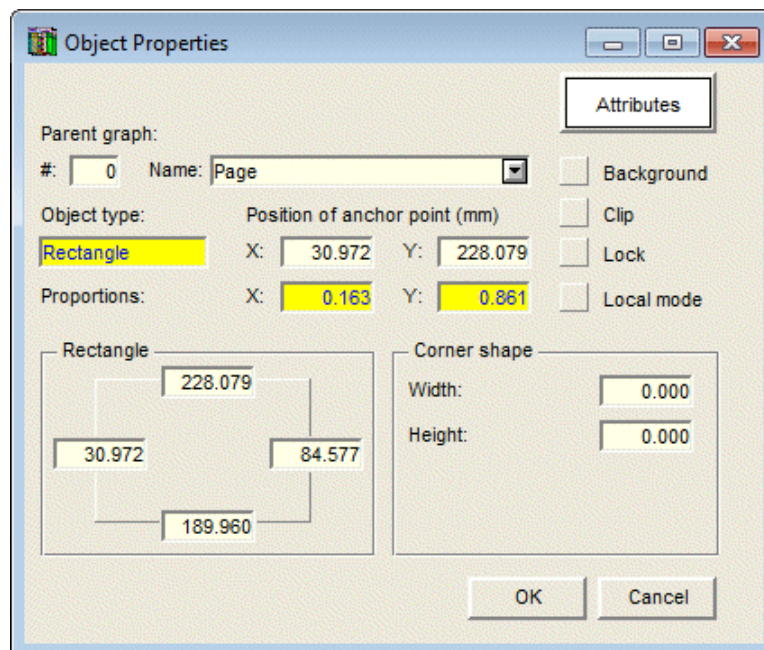 Object Properties
Attributes
Parent graph:
#: 0 Name: Page
Background
Object type: Position of anchor point (mm)
Clip
Rectangle X: 30.972 Y: 228.079
Lock
Proportions: X: 0.163 Y: 0.861
Local mode
Rectangle
228.079
30.972 84.577
189.960
Corner shape
Width: 0.000
Height: 0.000
OK Cancel